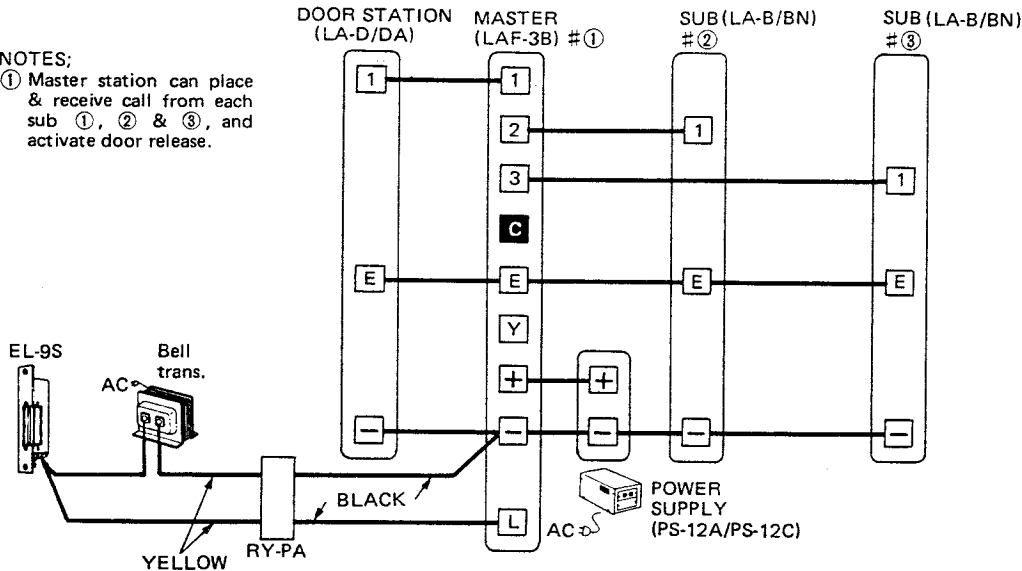 DOOR STATION
(LA-D/DA)
MASTER
(LAF-3B) #①
SUB (LA-B/BN)
#②
SUB (LA-B/BN)
#③
NOTES;
① Master station can place
& receive call from each
sub ①, ② & ③, and
activate door release.
1
1
2
1
3
1
C
E
E
E
E
Y
+
+
−
−
−
−
−
L
EL-9S
Bell
trans.
AC
BLACK
YELLOW
RY-PA
AC
POWER
SUPPLY
(PS-12A/PS-12C)